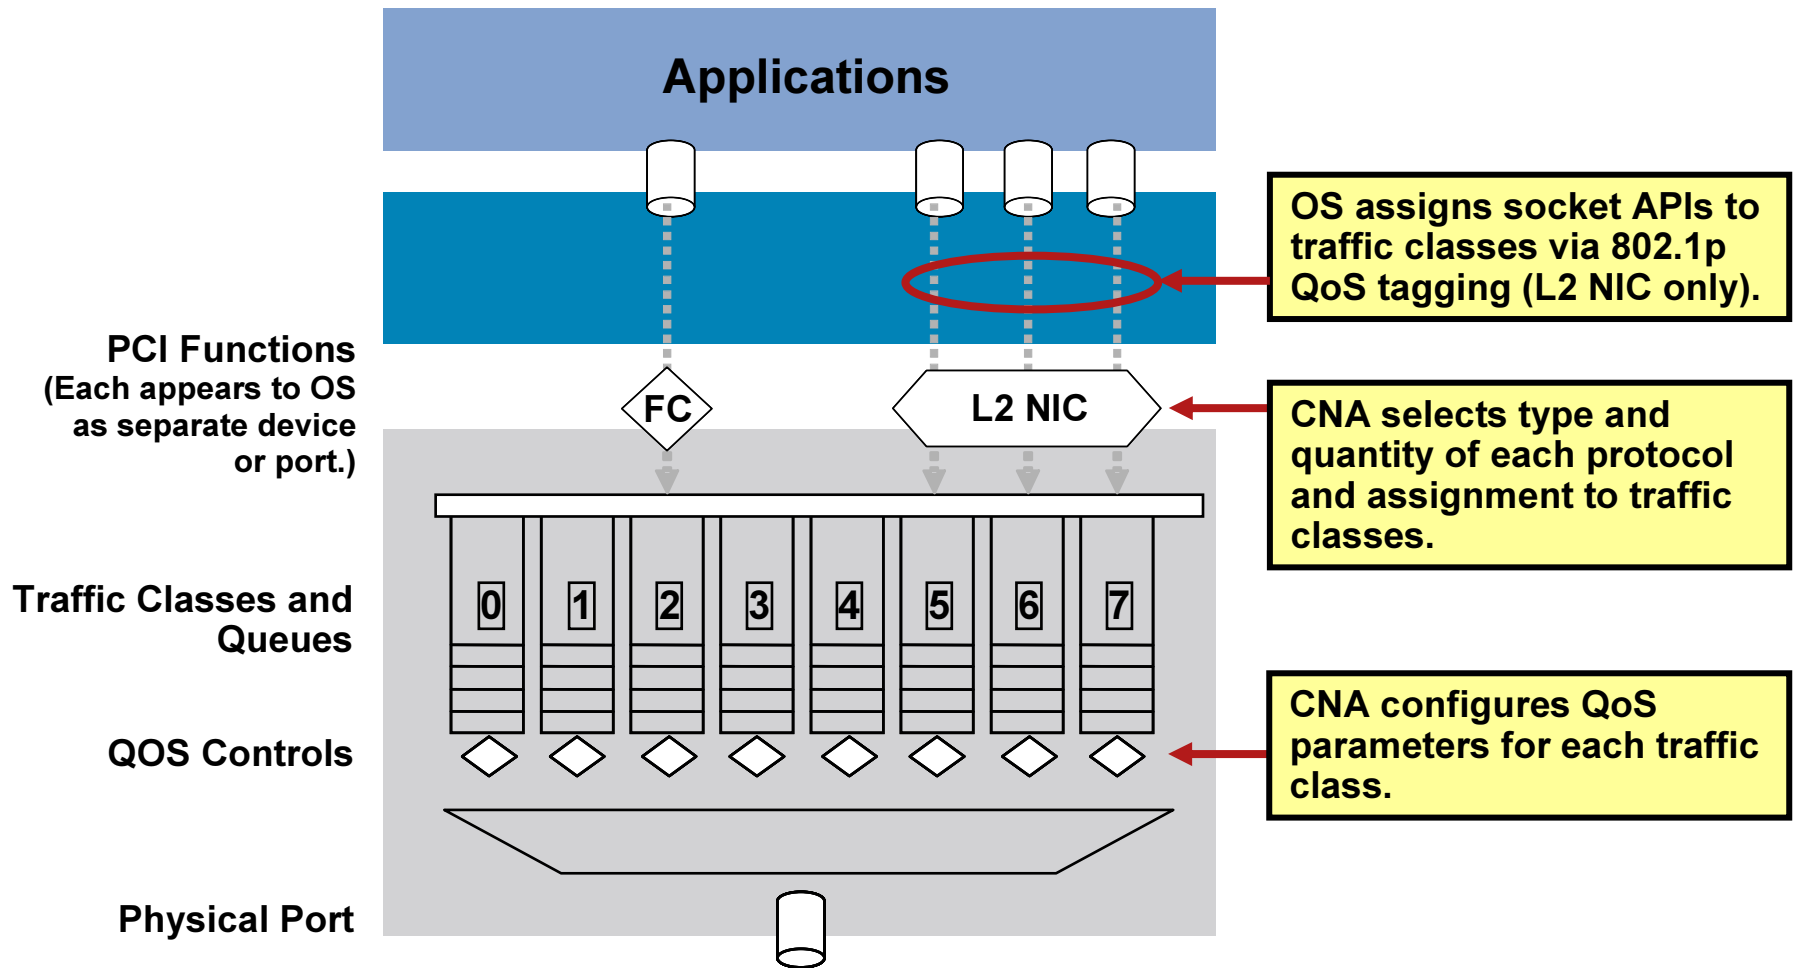 Applications
OS assigns socket APIs to
traffic classes via 802.1p
QoS tagging (L2 NIC only).
PCI Functions
(Each appears to OS
as separate device
or port.)
FC
L2 NIC
CNA selects type and
quantity of each protocol
and assignment to traffic
classes.
Traffic Classes and
Queues
0 1 2 3 4 5 6 7
QOS Controls
CNA configures QoS
parameters for each traffic
class.
Physical Port